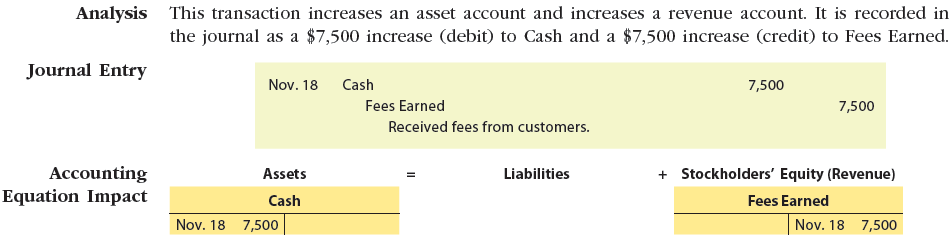 Analysis This transaction increases an asset account and increases a revenue account. It is recorded in
the journal as a $7,500 increase (debit) to Cash and a $7,500 increase (credit) to Fees Earned.
Journal Entry
Nov. 18 Cash 7,500
Fees Earned 7,500
Received fees from customers.
Accounting Assets = Liabilities + Stockholders’ Equity (Revenue)
Equation Impact Cash Fees Earned
Nov. 18 7,500 Nov. 18 7,500